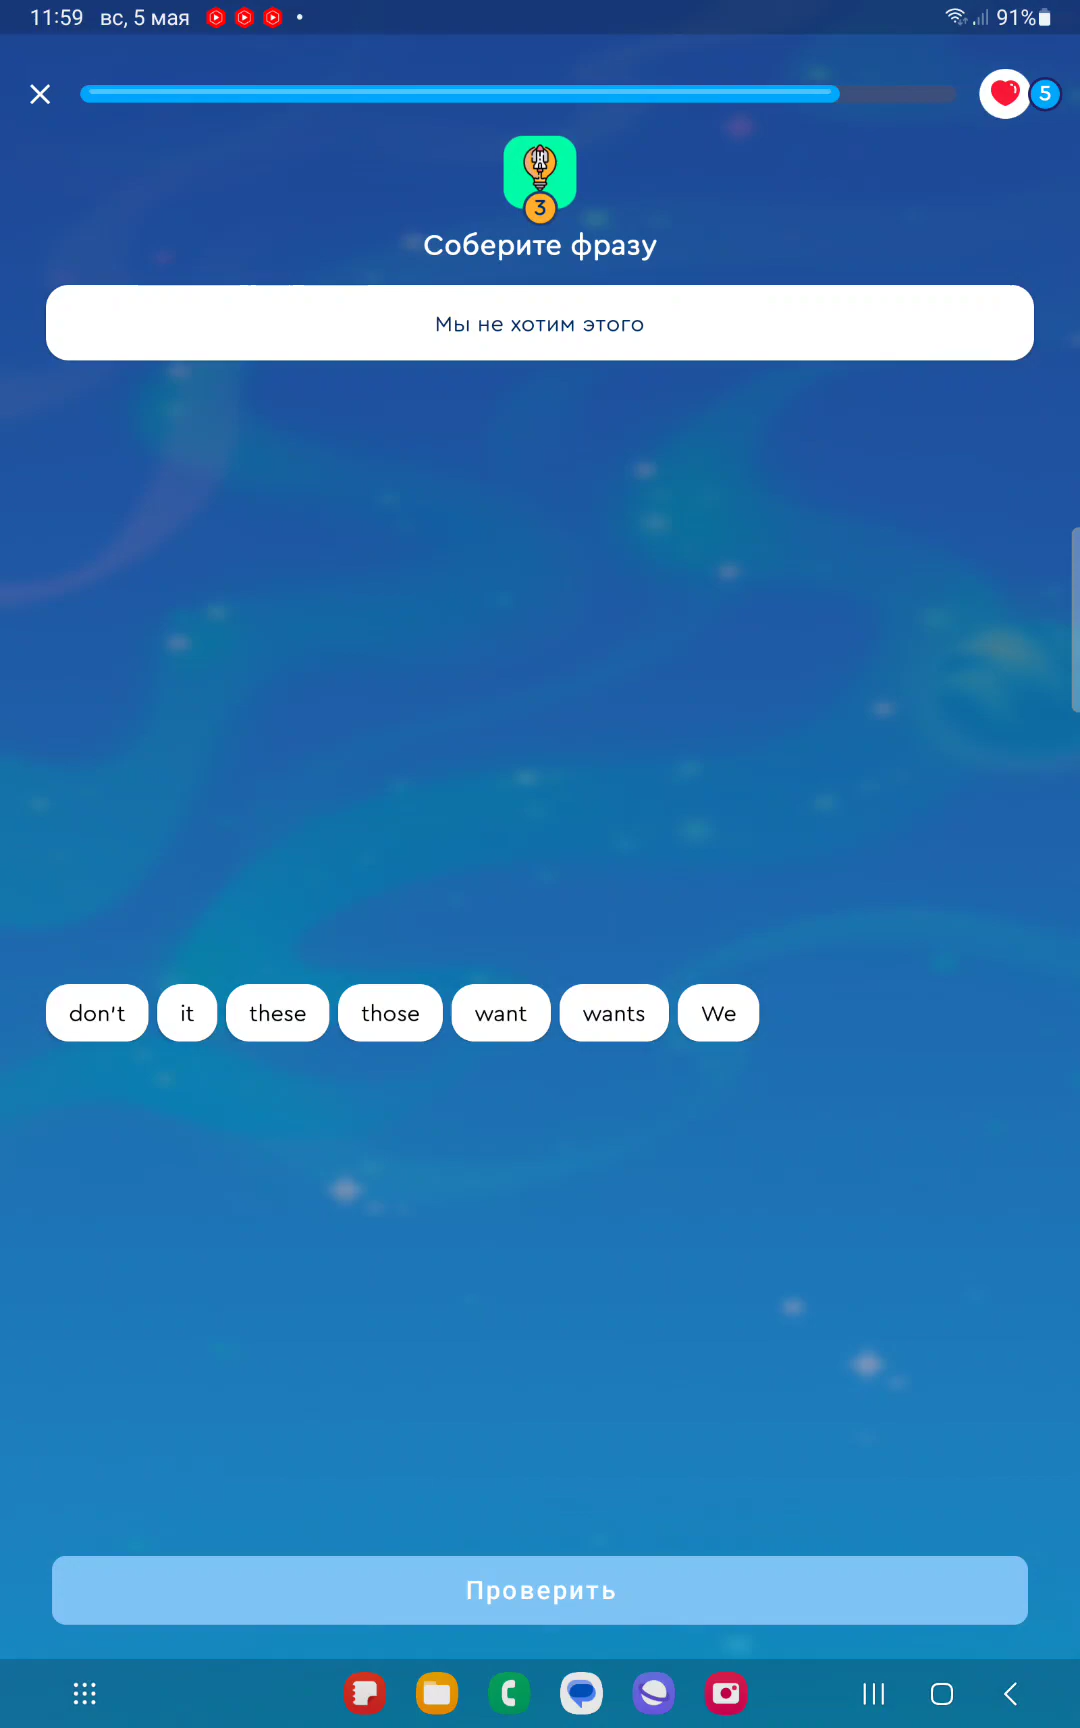 11:59 вс, 5 мая 91%
5
3
Соберите фразу
Мы не хотим этого
don't it these those want wants We
Проверить